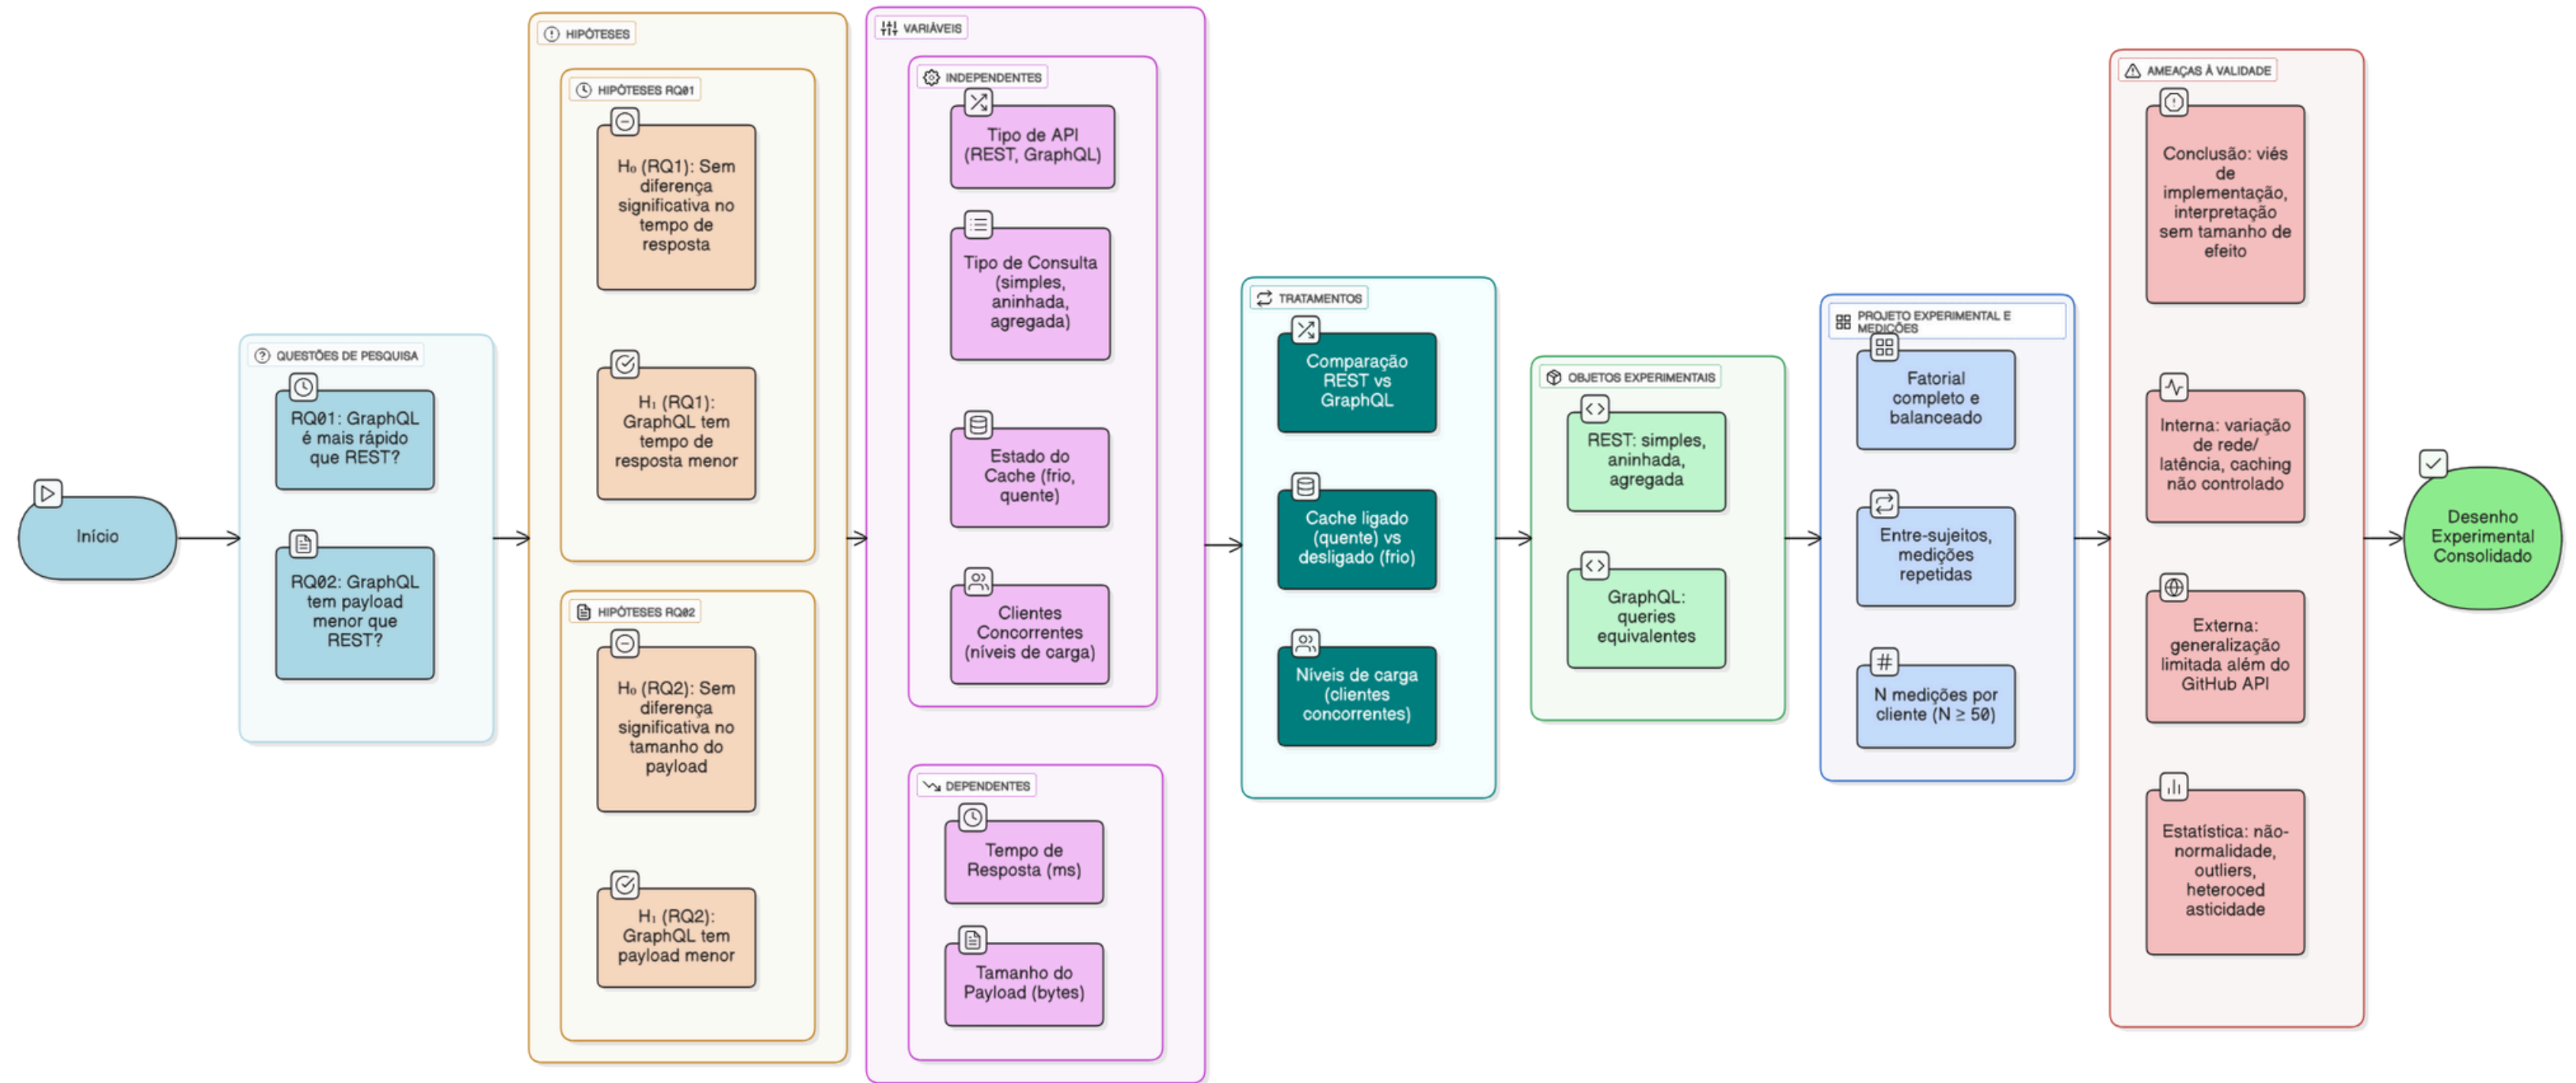 Início
QUESTÕES DE PESQUISA
RQ01: GraphQL
é mais rápido
que REST?
RQ02: GraphQL
tem payload
menor que
REST?
HIPÓTESES
HIPÓTESES RQ01
H₀ (RQ1): Sem
diferença
significativa no
tempo de
resposta
H₁ (RQ1):
GraphQL tem
tempo de
resposta menor
HIPÓTESES RQ02
H₀ (RQ2): Sem
diferença
significativa no
tamanho do
payload
H₁ (RQ2):
GraphQL tem
payload menor
VARIÁVEIS
INDEPENDENTES
Tipo de API
(REST, GraphQL)
Tipo de Consulta
(simples,
aninhada,
agregada)
Estado do
Cache (frio,
quente)
Clientes
Concorrentes
(níveis de carga)
DEPENDENTES
Tempo de
Resposta (ms)
Tamanho do
Payload (bytes)
TRATAMENTOS
Comparação
REST vs
GraphQL
Cache ligado
(quente) vs
desligado (frio)
Níveis de carga
(clientes
concorrentes)
OBJETOS EXPERIMENTAIS
REST: simples,
aninhada,
agregada
GraphQL:
queries
equivalentes
PROJETO EXPERIMENTAL E
MEDIÇÕES
Fatorial
completo e
balanceado
Entre-sujeitos,
medições
repetidas
N medições por
cliente (N ≥ 50)
AMEAÇAS À VALIDADE
Conclusão: viés
de
implementação,
interpretação
sem tamanho de
efeito
Interna: variação
de rede/
latência, caching
não controlado
Externa:
generalização
limitada além do
GitHub API
Estatística: não-
normalidade,
outliers,
heteroced
asticidade
Desenho
Experimental
Consolidado